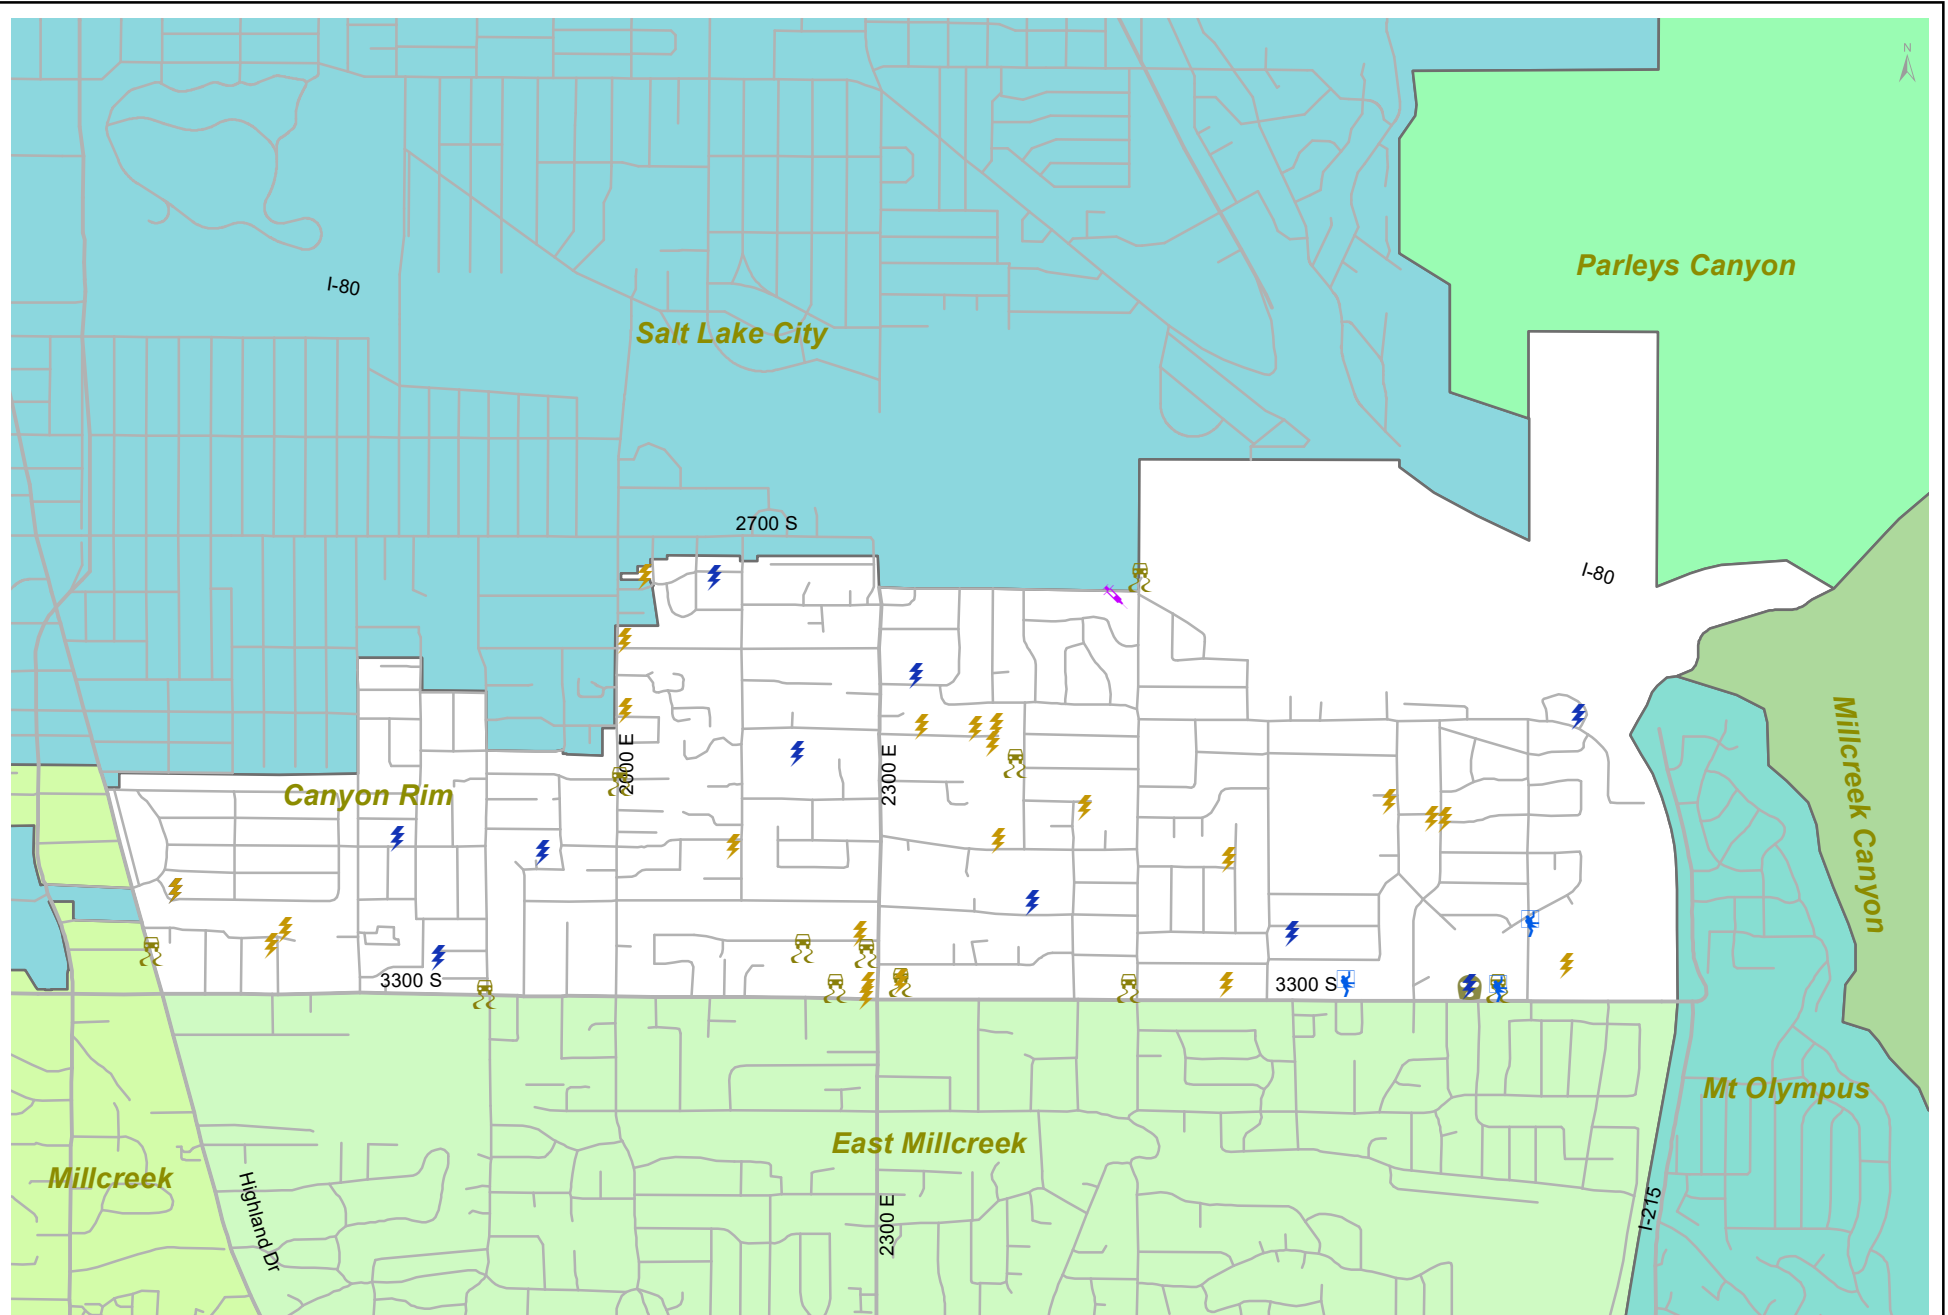 N
Parleys Canyon
I-80
Salt Lake City
2700 S
I-80
Millcreek Canyon
2000 E
2300 E
Canyon Rim
3300 S
3300 S
Mt Olympus
East Millcreek
Millcreek
Highland Dr
2300 E
I-215